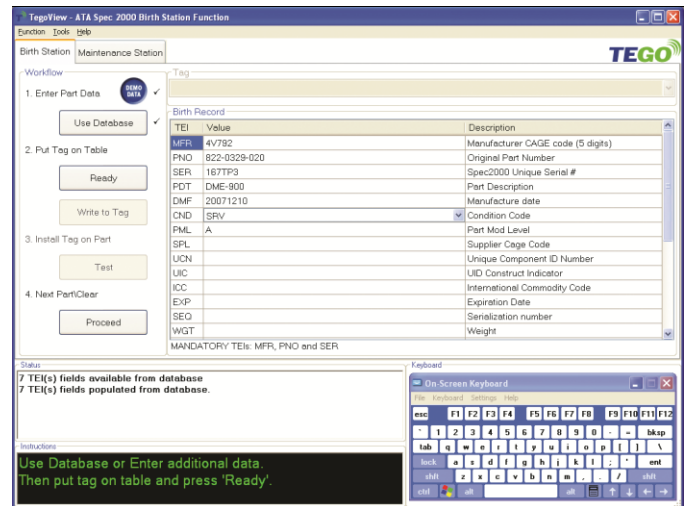 TegoView - ATA Spec 2000 Birth Station Function
Function Tools Help
Birth Station Maintenance Station
TEGO
Workflow
1. Enter Part Data
DEMO DATA
Use Database
2. Put Tag on Table
Ready
Write to Tag
3. Install Tag on Part
Test
4. Next Part\Clear
Proceed
Tag
Birth Record
TEI Value Description
MFR 4V792 Manufacturer CAGE code (5 digits)
PNO 822-0329-020 Original Part Number
SER 167TP3 Spec2000 Unique Serial #
PDT DME-900 Part Description
DMF 20071210 Manufacture date
CND SRV Condition Code
PML A Part Mod Level
SPL Supplier Cage Code
UCN Unique Component ID Number
UIC UID Construct Indicator
ICC International Commodity Code
EXP Expiration Date
SEQ Serialization number
WGT Weight
MANDATORY TEIs: MFR, PNO and SER
Status
7 TEI(s) fields available from database
7 TEI(s) fields populated from database.
Instructions
Use Database or Enter additional data.
Then put tag on table and press 'Ready'.
Keyboard
On-Screen Keyboard
File Keyboard Settings Help
esc F1 F2 F3 F4 F5 F6 F7 F8 F9 F10 F11 F12
` 1 2 3 4 5 6 7 8 9 0 - = bksp
tab q w e r t y u i o p [ ] \
lock a s d f g h j k l ; ' ent
shft z x c v b n m , . / shft
ctrl alt alt ctrl